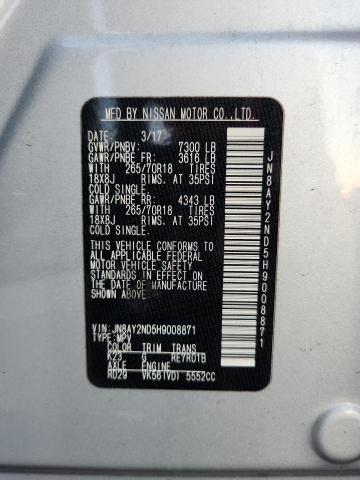 MFD BY NISSAN MOTOR CO.,LTD.
DATE: 3/17
GVWR/PNBV: 7300 LB
GAWR/PNBE FR: 3616 LB
WITH 265/70R18 TIRES
18X8J RIMS. AT 35PSI
COLD SINGLE.
GAWR/PNBE RR: 4343 LB
WITH 265/70R18 TIRES
18X8J RIMS. AT 35PSI
COLD SINGLE.
THIS VEHICLE CONFORMS TO
ALL APPLICABLE FEDERAL
MOTOR VEHICLE SAFETY
STANDARDS IN EFFECT ON THE
DATE OF MANUFACTURE
SHOWN ABOVE.
VIN: JN8AY2ND5H9008871
TYPE: MPV
COLOR TRIM TRANS
K23 G RE7R01B
AXLE ENGINE
RD29 VK56(VD) 5552CC
JN8AY2ND5H9008871